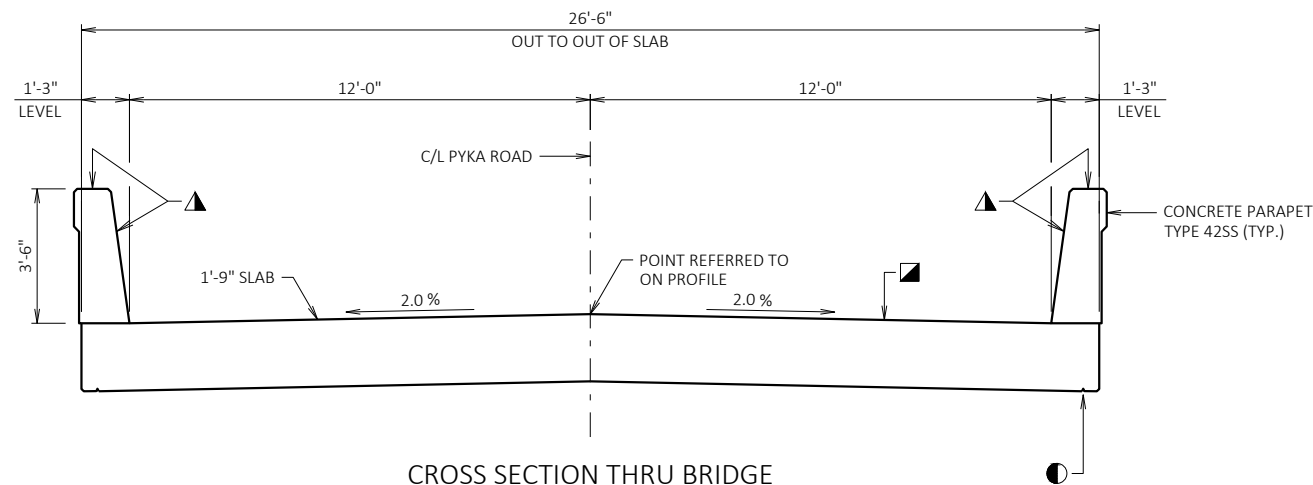 26'-6"
OUT TO OUT OF SLAB
1'-3"
LEVEL
12'-0"
12'-0"
1'-3"
LEVEL
C/L PYKA ROAD
3'-6"
CONCRETE PARAPET
TYPE 42SS (TYP.)
1'-9" SLAB
POINT REFERRED TO
ON PROFILE
2.0 %
2.0 %
CROSS SECTION THRU BRIDGE